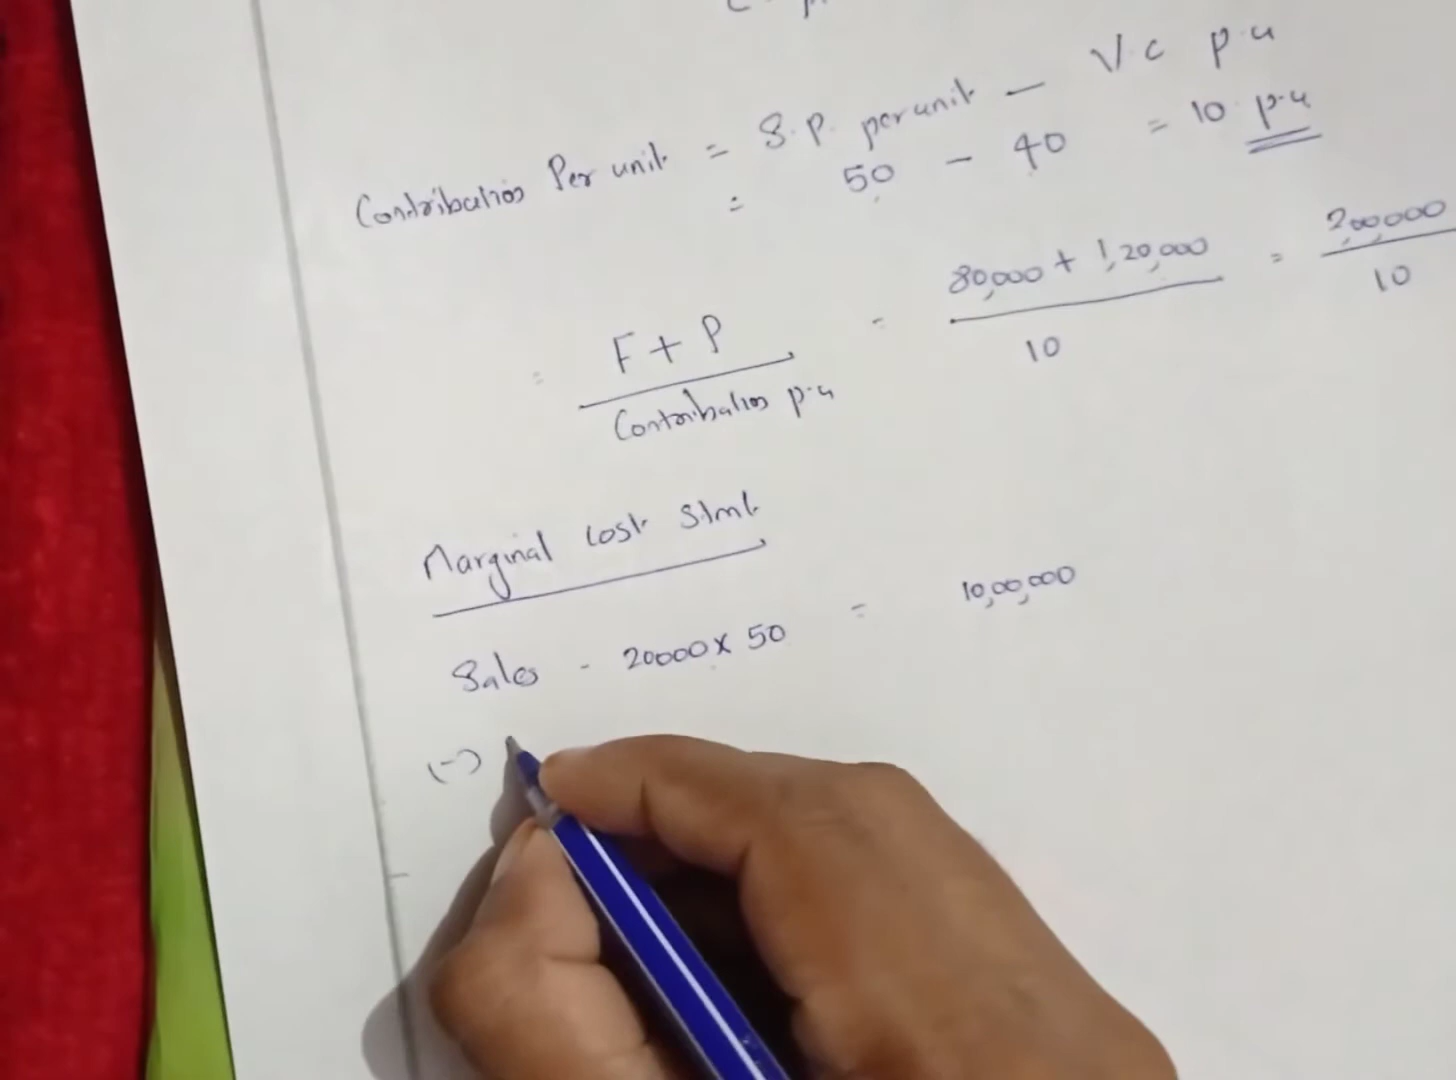 Contribution Per unit = S.P. per unit - V.C p.u
= 50 - 40 = 10 p.u
= F + P / Contribution p.u = 80,000 + 1,20,000 / 10 = 2,00,000 / 10
Marginal cost stmt
Sales - 20000 x 50 = 10,00,000
(-)